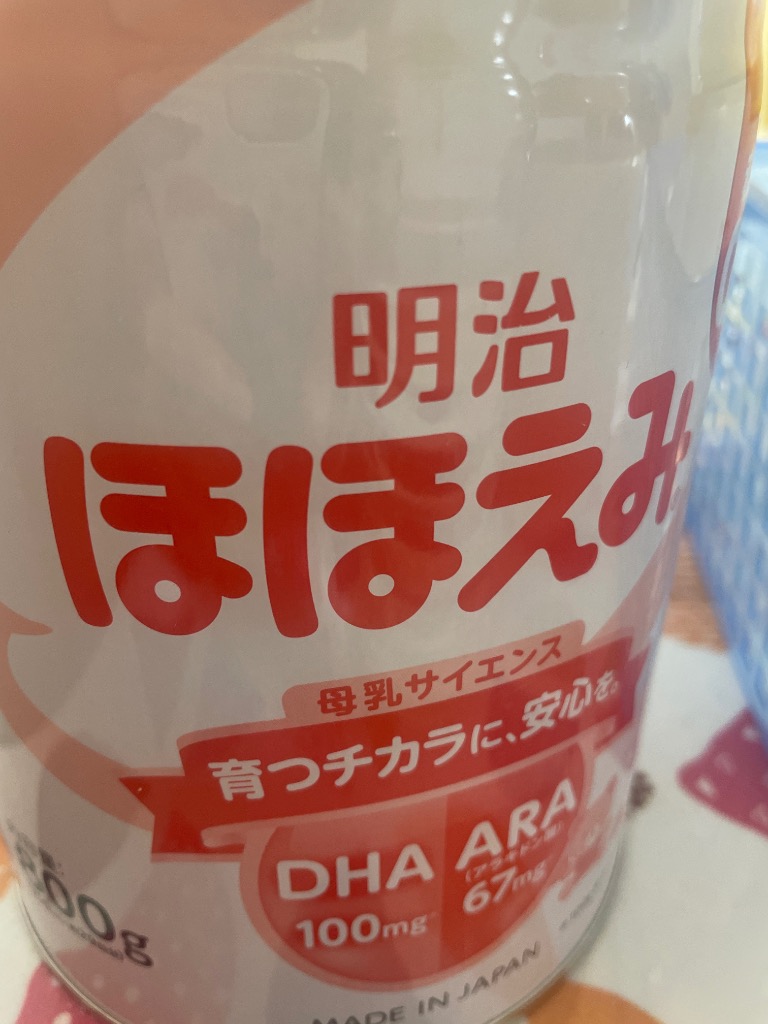 明治
ほほえみ
母乳サイエンス
育つチカラに、安心を。
DHA ARA
(アラキドン酸)
100mg 67mg
800g
MADE IN JAPAN